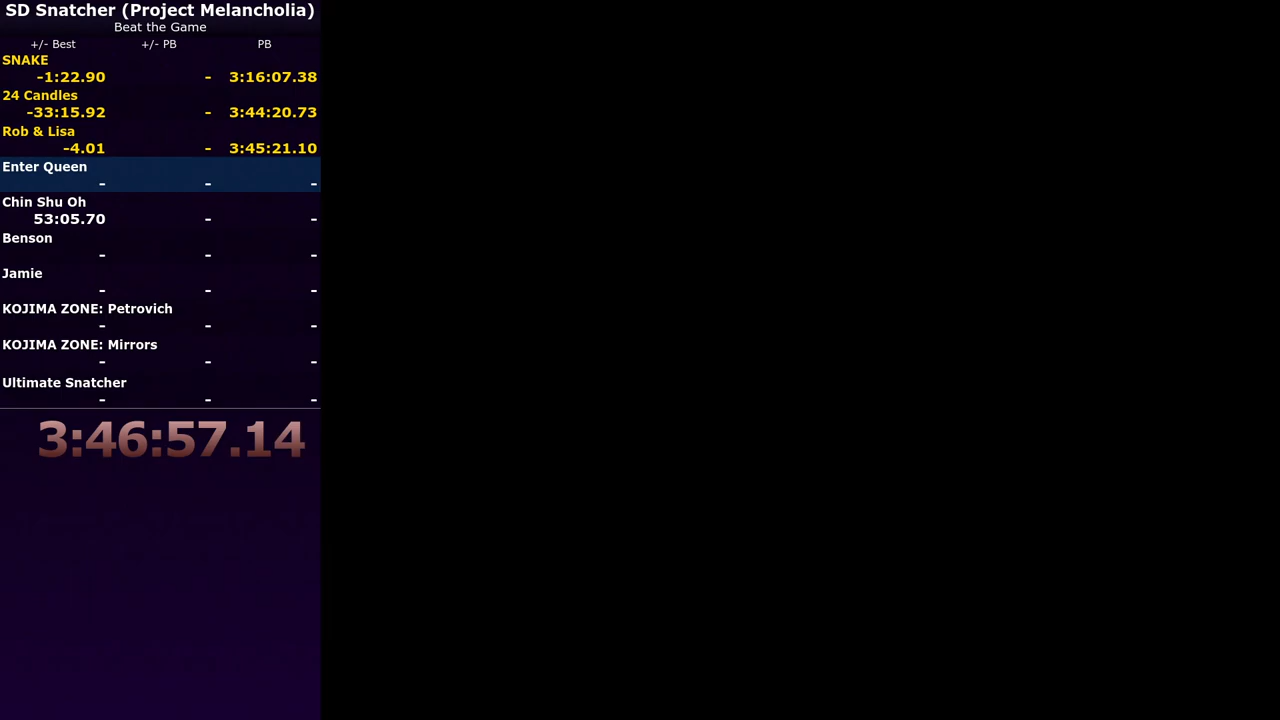 SD Snatcher (Project Melancholia)
Beat the Game
+/- Best +/- PB PB
SNAKE
-1:22.90 - 3:16:07.38
24 Candles
-33:15.92 - 3:44:20.73
Rob & Lisa
-4.01 - 3:45:21.10
Enter Queen
- - -
Chin Shu Oh
53:05.70 - -
Benson
- - -
Jamie
- - -
KOJIMA ZONE: Petrovich
- - -
KOJIMA ZONE: Mirrors
- - -
Ultimate Snatcher
- - -
3:46:57.14